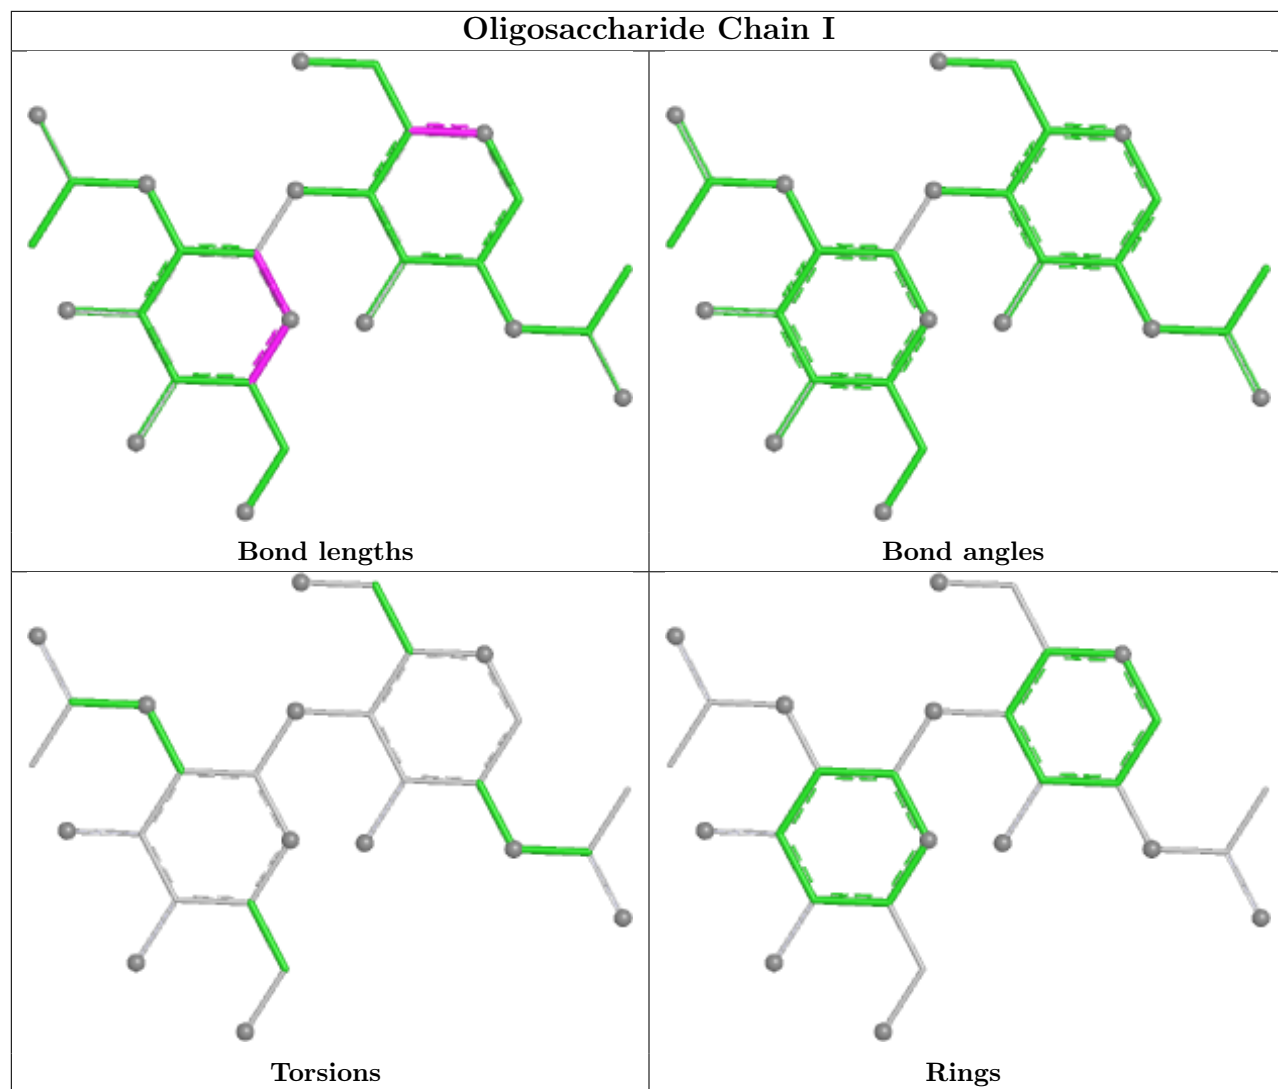 Oligosaccharide Chain I
Bond lengths
Bond angles
Torsions
Rings